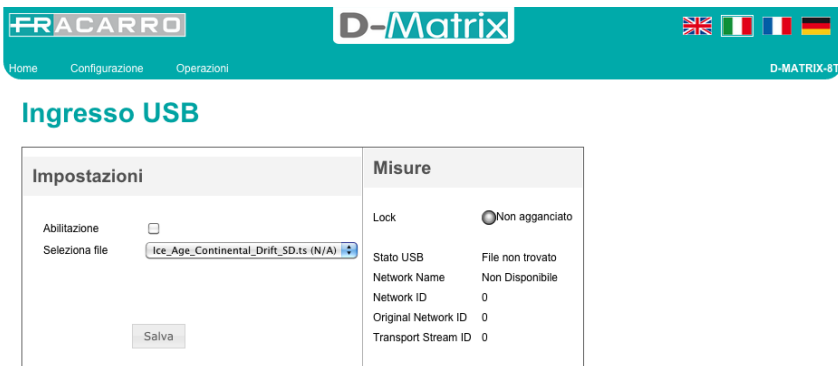 FRACARRO
D-Matrix
Home Configurazione Operazioni D-MATRIX-8T
Ingresso USB
Impostazioni
Abilitazione
Seleziona file Ice_Age_Continental_Drift_SD.ts (N/A)
Salva
Misure
Lock Non agganciato
Stato USB File non trovato
Network Name Non Disponibile
Network ID 0
Original Network ID 0
Transport Stream ID 0